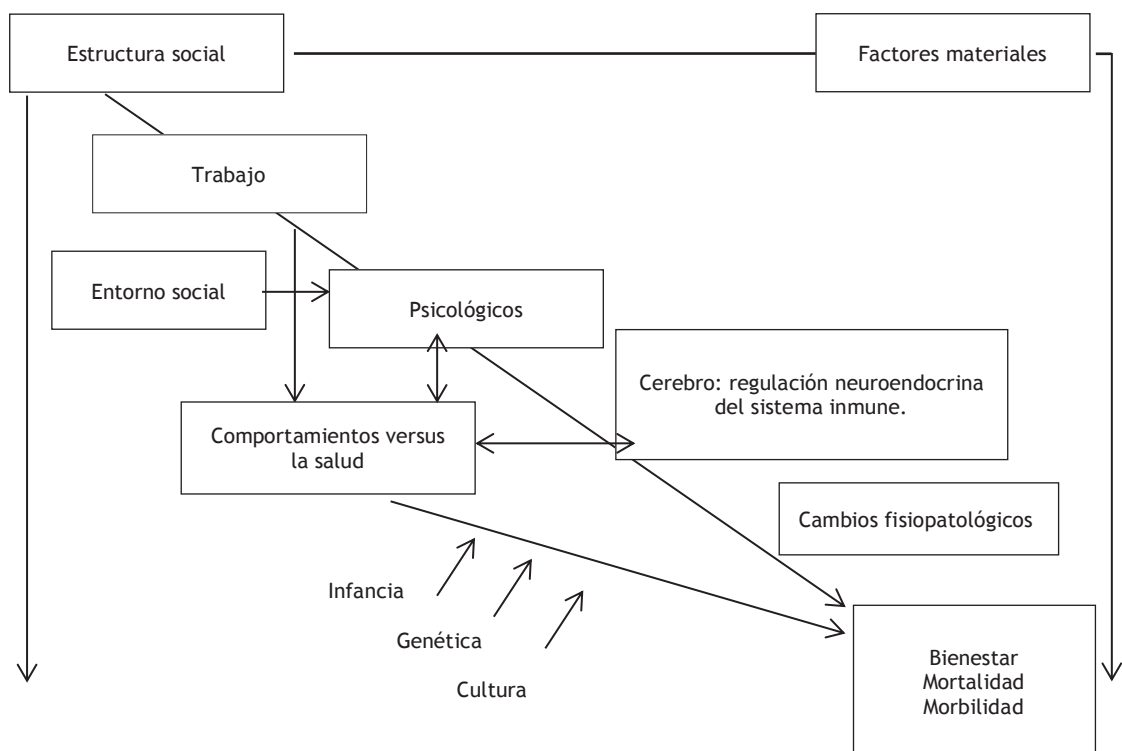 Estructura social
Factores materiales
Trabajo
Entorno social
Psicológicos
Cerebro: regulación neuroendocrina
del sistema inmune.
Comportamientos versus
la salud
Cambios fisiopatológicos
Infancia
Genética
Cultura
Bienestar
Mortalidad
Morbilidad